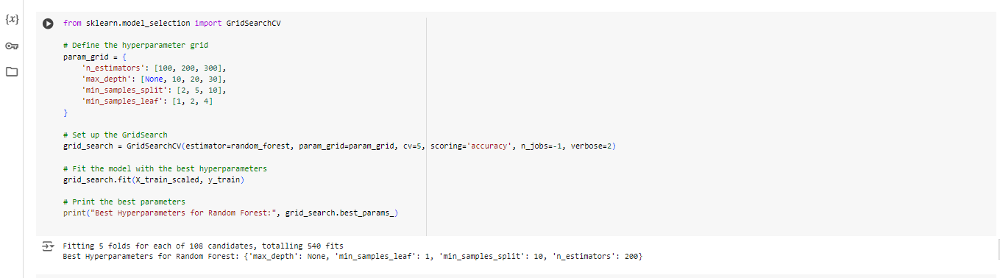 {x}
from sklearn.model_selection import GridSearchCV
# Define the hyperparameter grid
param_grid = {
    'n_estimators': [100, 200, 300],
    'max_depth': [None, 10, 20, 30],
    'min_samples_split': [2, 5, 10],
    'min_samples_leaf': [1, 2, 4]
}
# Set up the GridSearch
grid_search = GridSearchCV(estimator=random_forest, param_grid=param_grid, cv=5, scoring='accuracy', n_jobs=-1, verbose=2)
# Fit the model with the best hyperparameters
grid_search.fit(X_train_scaled, y_train)
# Print the best parameters
print("Best Hyperparameters for Random Forest:", grid_search.best_params_)
Fitting 5 folds for each of 108 candidates, totalling 540 fits
Best Hyperparameters for Random Forest: {'max_depth': None, 'min_samples_leaf': 1, 'min_samples_split': 10, 'n_estimators': 200}